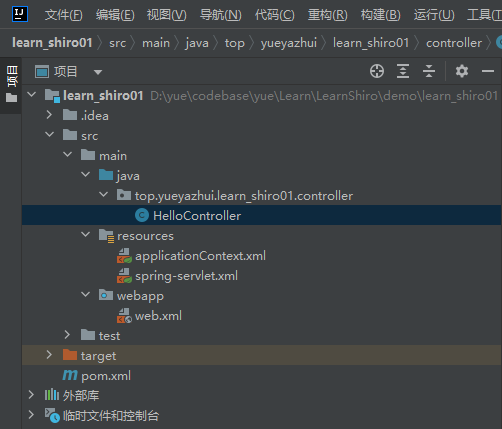 IJ 文件(F) 编辑(E) 视图(V) 导航(N) 代码(C) 重构(R) 构建(B) 运行(U) 工具(T
learn_shiro01 〉 src 〉 main 〉 java 〉 top 〉 yueyazhui 〉 learn_shiro01 〉 controller 〉
项目
项目
learn_shiro01 D:\yue\codebase\yue\Learn\LearnShiro\demo\learn_shiro01
.idea
src
main
java
top.yueyazhui.learn_shiro01.controller
C HelloController
resources
applicationContext.xml
spring-servlet.xml
webapp
web.xml
test
target
m pom.xml
外部库
临时文件和控制台